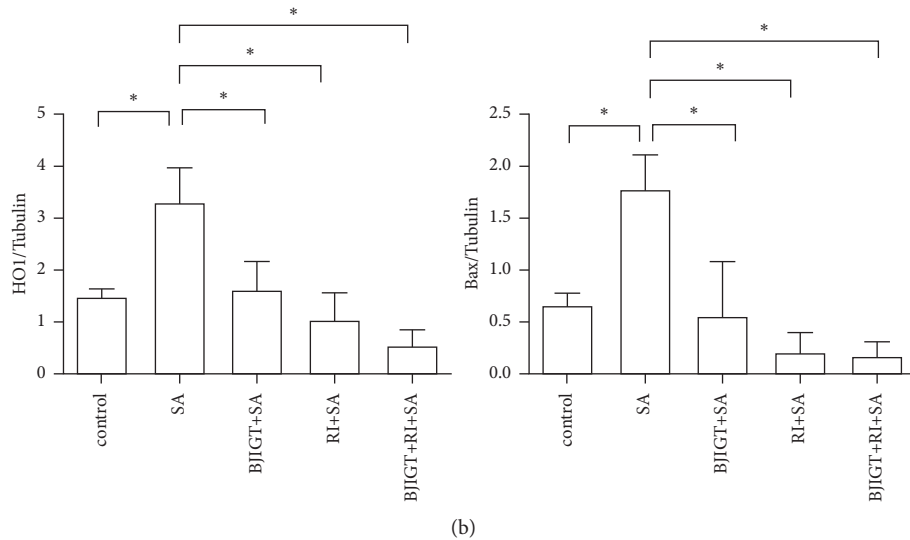 *
*
*
*
5
4
3
2
1
0
HO1/Tubulin
control
SA
BJIGT+SA
RI+SA
BJIGT+RI+SA
*
*
*
*
2.5
2.0
1.5
1.0
0.5
0.0
Bax/Tubulin
control
SA
BJIGT+SA
RI+SA
BJIGT+RI+SA
(b)